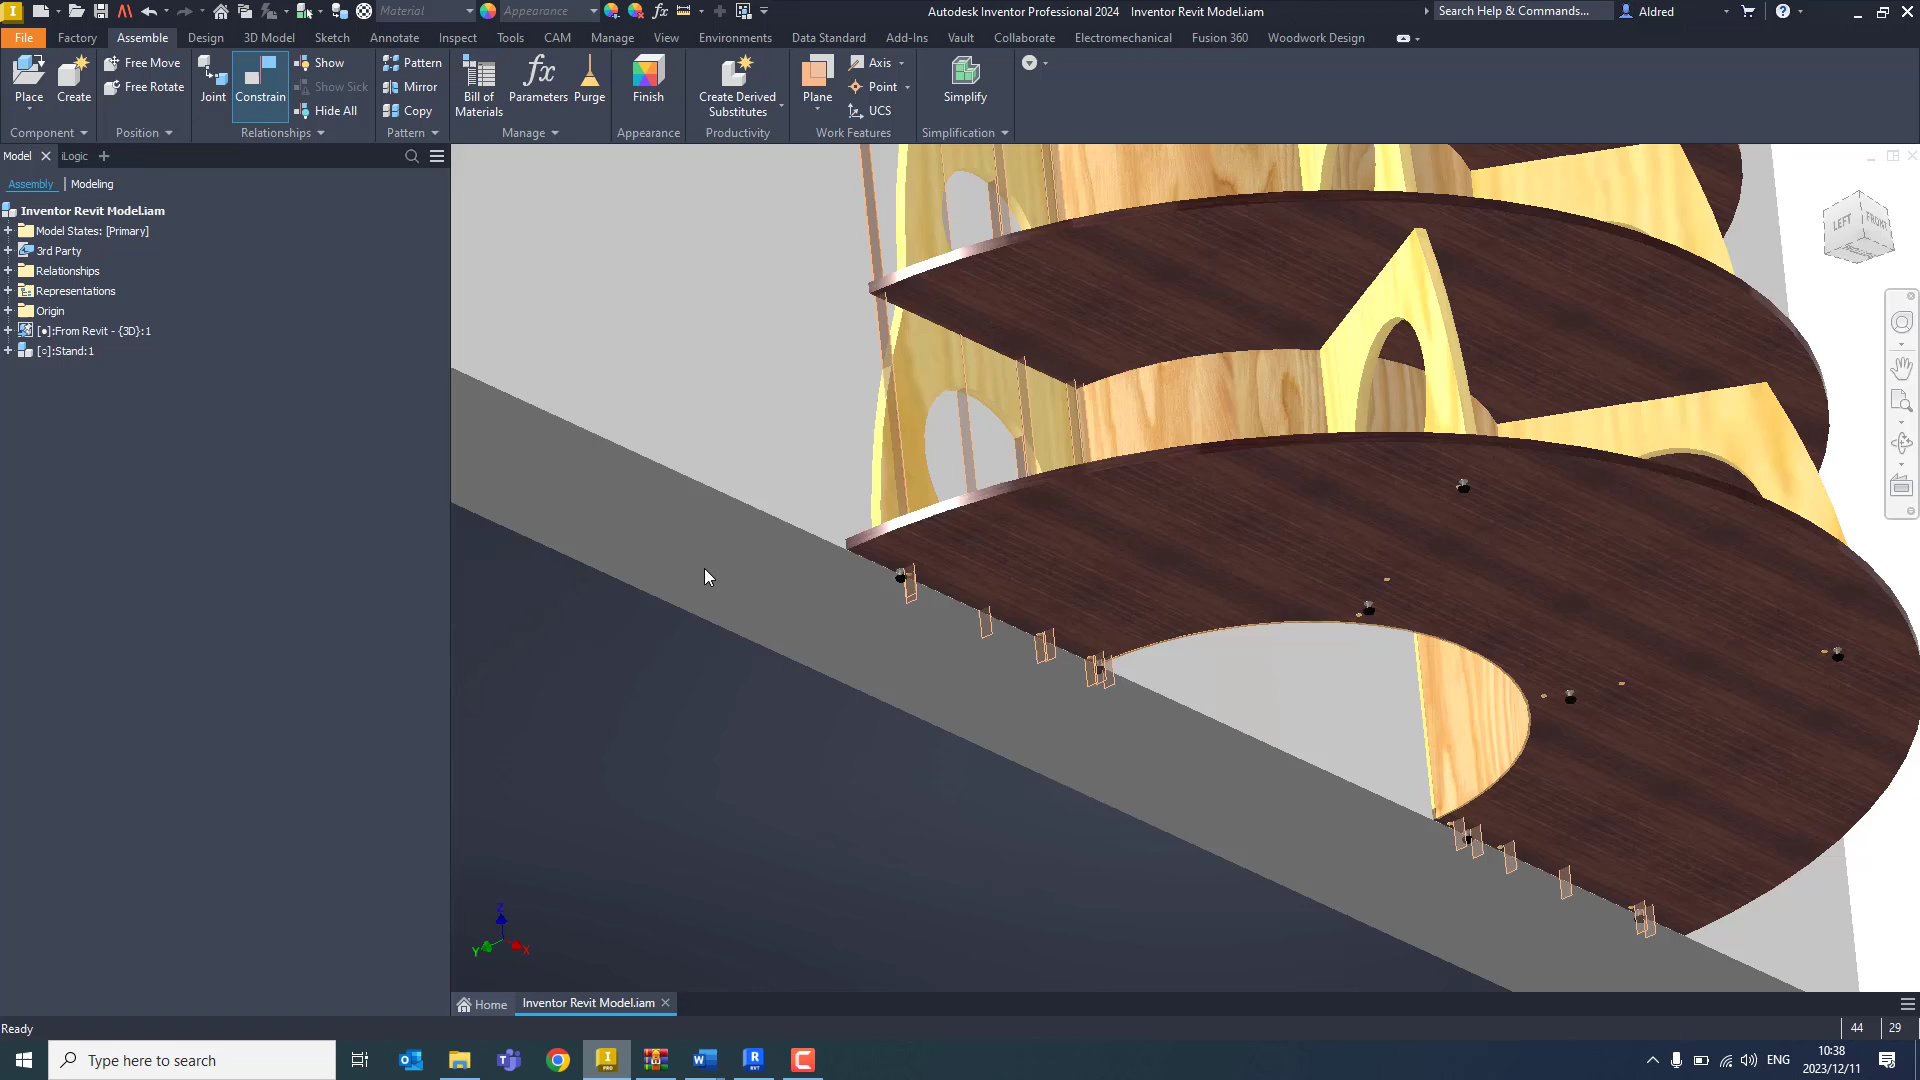 Material
Appearance
Autodesk Inventor Professional 2024 Inventor Revit Model.iam
Search Help & Commands...
Aldred
File Factory Assemble Design 3D Model Sketch Annotate Inspect Tools CAM Manage View Environments Data Standard Add-Ins Vault Collaborate Electromechanical Fusion 360 Woodwork Design
Place
Create
Free Move
Free Rotate
Joint
Constrain
Show
Show Sick
Hide All
Pattern
Mirror
Copy
Bill of
Materials
Parameters
Purge
Finish
Create Derived
Substitutes
Plane
Axis
Point
UCS
Simplify
Component Position Relationships Pattern Manage Appearance Productivity Work Features Simplification
Model
iLogic
Assembly Modeling
Inventor Revit Model.iam
Model States: [Primary]
3rd Party
Relationships
Representations
Origin
[●]:From Revit - {3D}:1
[○]:Stand:1
LEFT
FRONT
Z
Y
X
Home
Inventor Revit Model.iam
Ready
44
29
Type here to search
ENG
10:38
2023/12/11